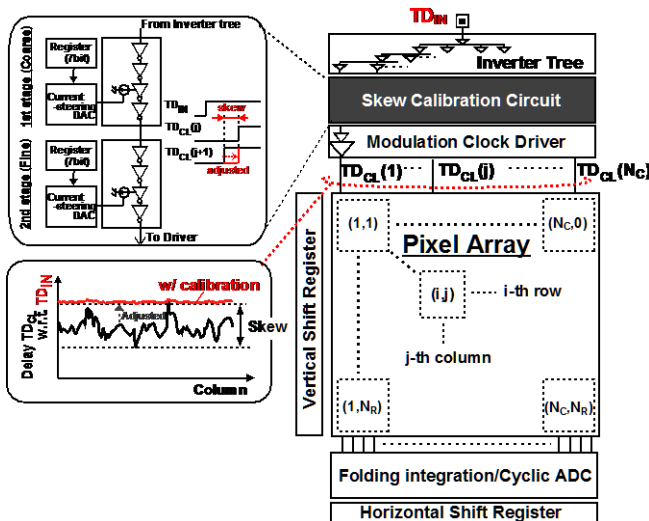 From Inverter tree
Register
(7bit)
Current
-steering
DAC
1st stage (Coarse)
Register
(7bit)
Current
-steering
DAC
2nd stage (Fine)
To Driver
TD_IN
skew
TD_CL(j)
TD_CL(j+1)
adjusted
TD_IN
Inverter Tree
Skew Calibration Circuit
Modulation Clock Driver
TD_CL(1)
TD_CL(j)
TD_CL(N_C)
Vertical Shift Register
(1,1)
(N_C,0)
Pixel Array
(i,j)
i-th row
j-th column
(1,N_R)
(N_C,N_R)
Folding integration/Cyclic ADC
Horizontal Shift Register
Delay TD_CL
w.r.t. TD_IN
w/ calibration
Adjusted
Skew
Column